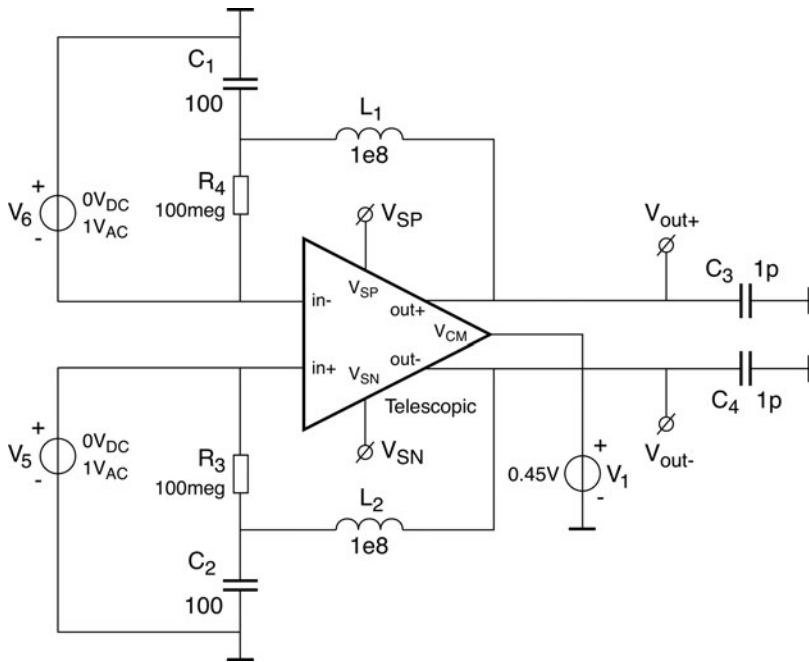 C1
100
L1
1e8
R4
100meg
+
V6
-
0VDC
1VAC
VSP
Vout+
C3
1p
in-
VSP
out+
VCM
in+
VSN
out-
Telescopic
C4
1p
+
V5
-
0VDC
1VAC
R3
100meg
VSN
Vout-
0.45V
+
V1
-
L2
1e8
C2
100